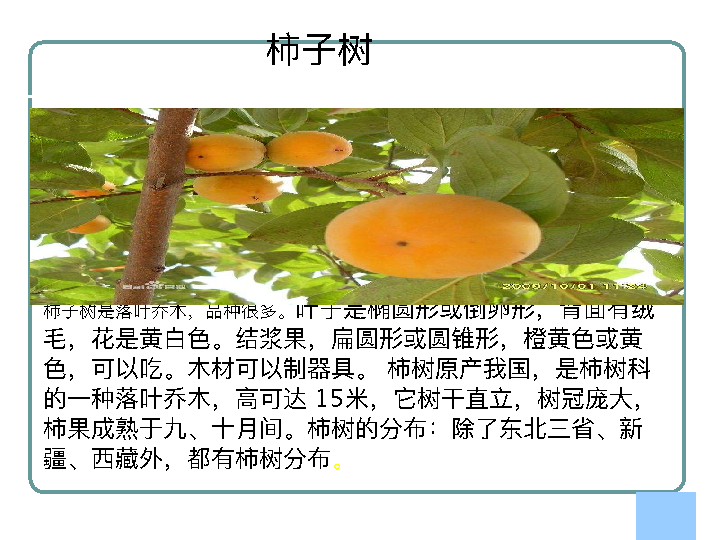 柿子树
2009/10/01
柿子树是落叶乔木，品种很多。叶子是椭圆形或倒卵形，背面有绒
毛，花是黄白色。结浆果，扁圆形或圆锥形，橙黄色或黄
色，可以吃。木材可以制器具。 柿树原产我国，是柿树科
的一种落叶乔木，高可达 15米，它树干直立，树冠庞大，
柿果成熟于九、十月间。柿树的分布：除了东北三省、新
疆、西藏外，都有柿树分布。